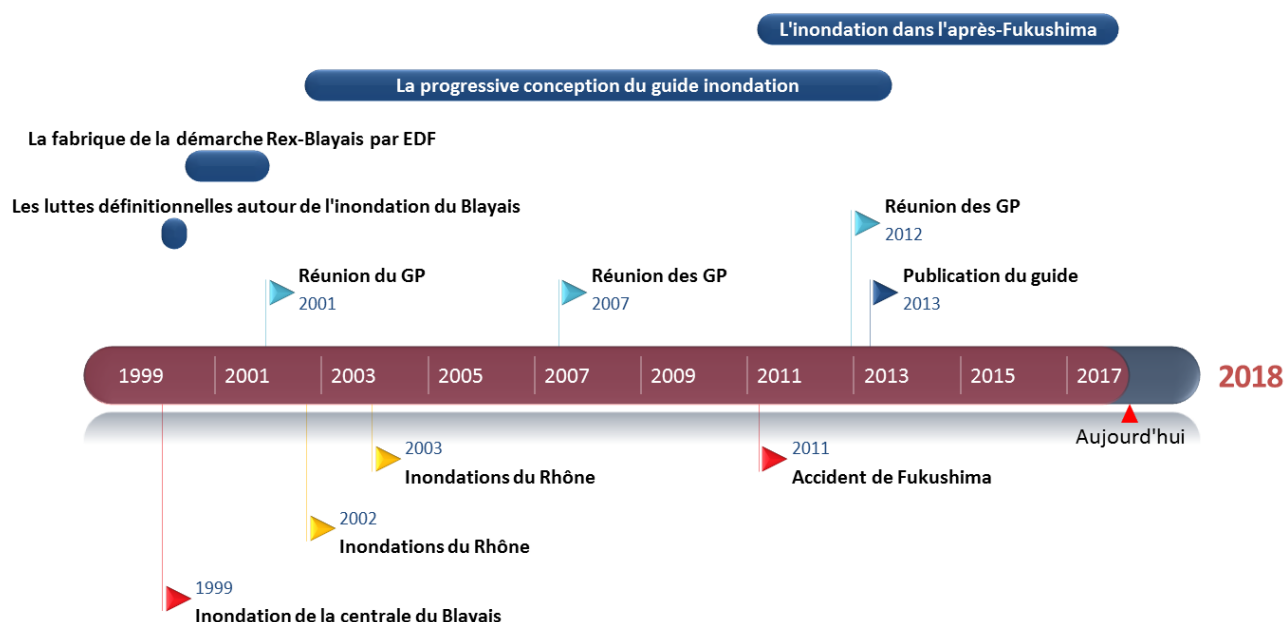 L'inondation dans l'après-Fukushima
La progressive conception du guide inondation
La fabrique de la démarche Rex-Blayais par EDF
Les luttes définitionnelles autour de l'inondation du Blayais
Réunion des GP
2012
Réunion du GP
2001
Réunion des GP
2007
Publication du guide
2013
1999 2001 2003 2005 2007 2009 2011 2013 2015 2017 2018
Aujourd'hui
2003
Inondations du Rhône
2011
Accident de Fukushima
2002
Inondations du Rhône
1999
Inondation de la centrale du Blayais